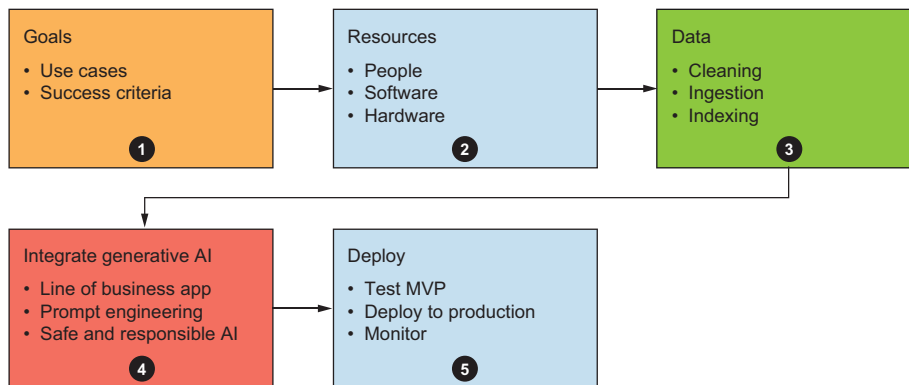 Goals
• Use cases
• Success criteria
1
Resources
• People
• Software
• Hardware
2
Data
• Cleaning
• Ingestion
• Indexing
3
Integrate generative AI
• Line of business app
• Prompt engineering
• Safe and responsible AI
4
Deploy
• Test MVP
• Deploy to production
• Monitor
5